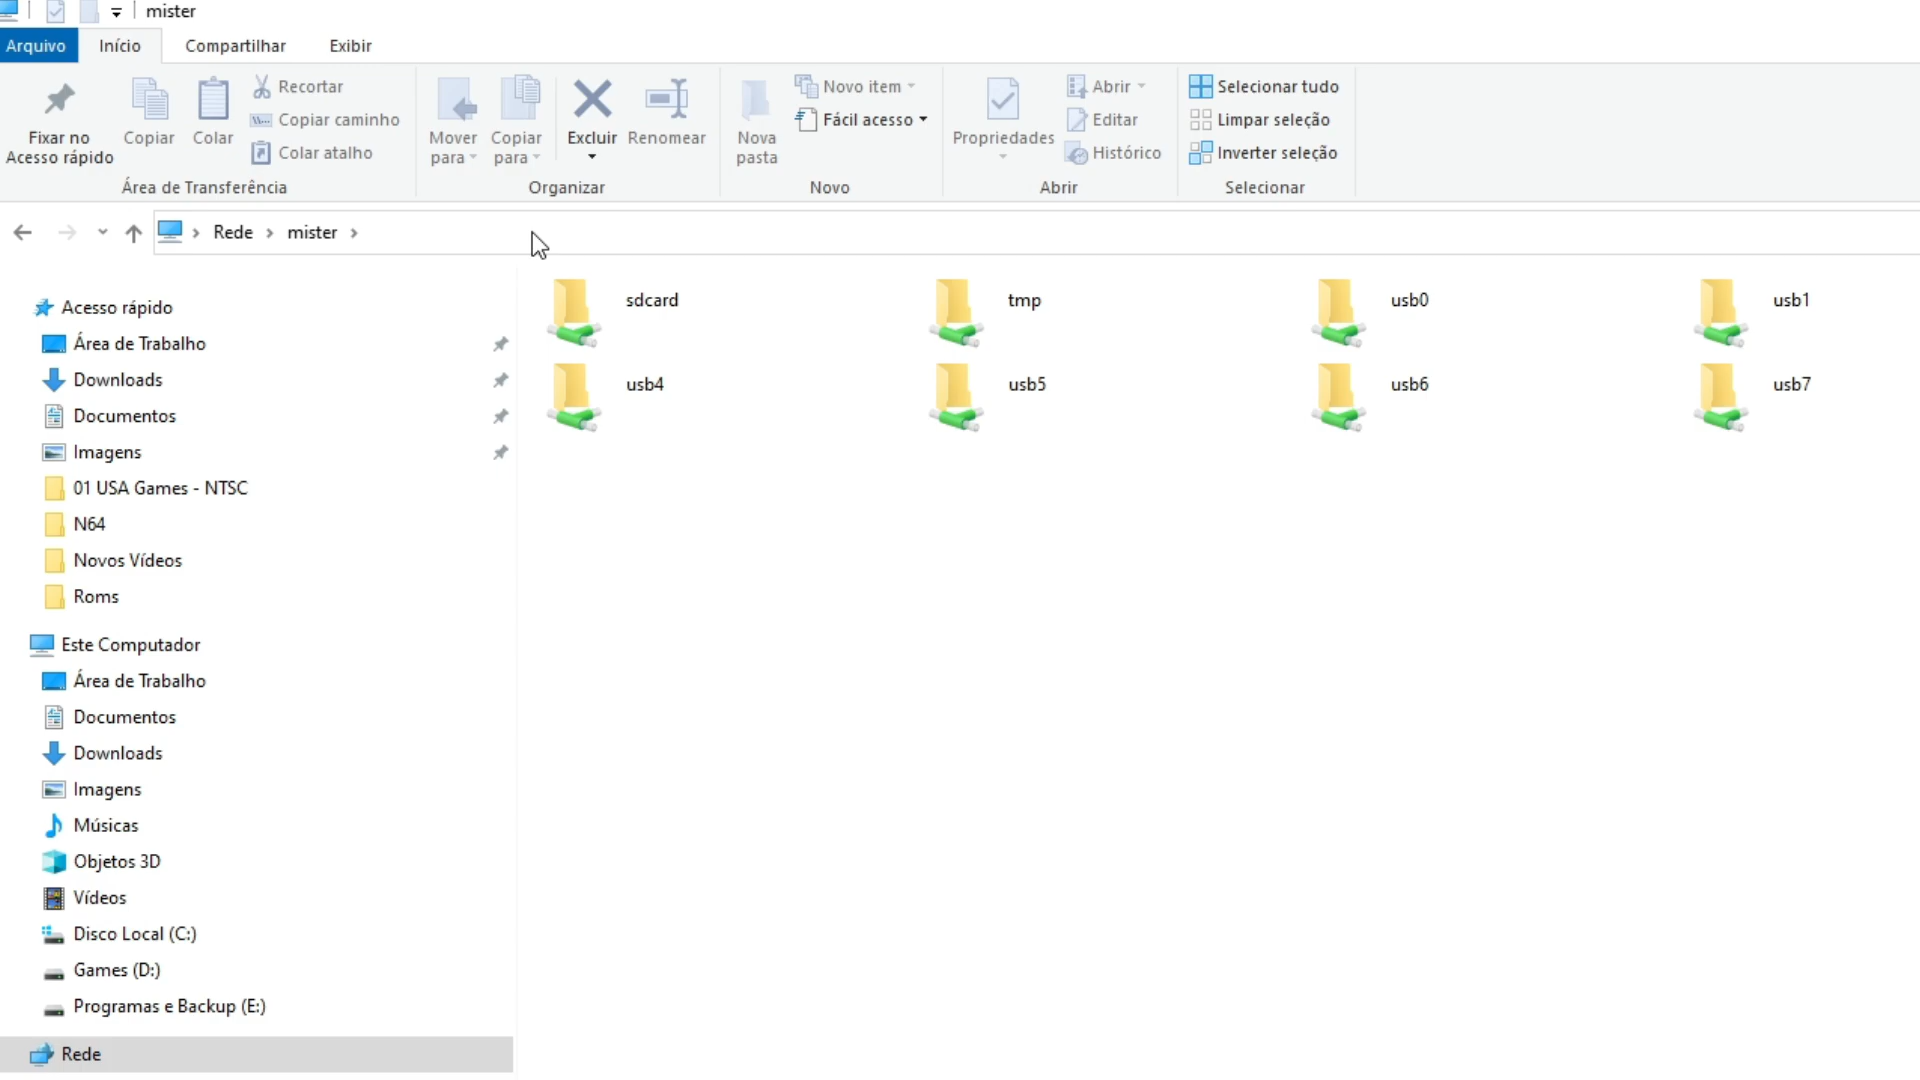 mister
Arquivo Início Compartilhar Exibir
Fixar no
Acesso rápido
Copiar
Colar
Recortar
Copiar caminho
Colar atalho
Área de Transferência
Mover
para
Copiar
para
Excluir
Renomear
Organizar
Nova
pasta
Novo item
Fácil acesso
Novo
Propriedades
Abrir
Editar
Histórico
Abrir
Selecionar tudo
Limpar seleção
Inverter seleção
Selecionar
Rede mister
Acesso rápido
Área de Trabalho
Downloads
Documentos
Imagens
01 USA Games - NTSC
N64
Novos Vídeos
Roms
Este Computador
Área de Trabalho
Documentos
Downloads
Imagens
Músicas
Objetos 3D
Vídeos
Disco Local (C:)
Games (D:)
Programas e Backup (E:)
Rede
sdcard tmp usb0 usb1
usb4 usb5 usb6 usb7